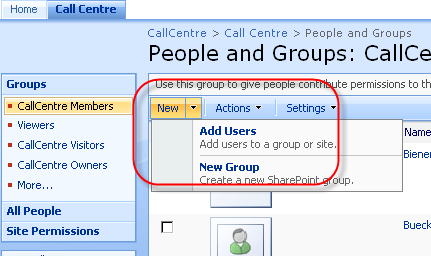 Home Call Centre
CallCentre > Call Centre > People and Groups
People and Groups: CallCe
Groups
CallCentre Members
Viewers
CallCentre Visitors
CallCentre Owners
More...
All People
Site Permissions
Use this group to give people contribute permissions to th
New Actions Settings
Add Users
Add users to a group or site.
New Group
Create a new SharePoint group.
Name
Biener
Bueck